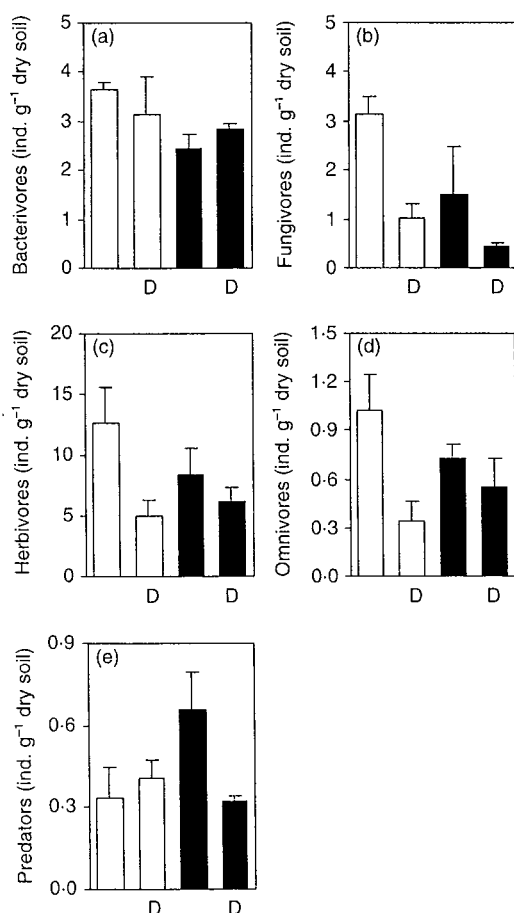 (a)
Bacterivores (ind. g⁻¹ dry soil)
5
4
3
2
1
0
D
D
(b)
Fungivores (ind. g⁻¹ dry soil)
5
4
3
2
1
0
D
D
(c)
Herbivores (ind. g⁻¹ dry soil)
20
15
10
5
0
D
D
(d)
Omnivores (ind. g⁻¹ dry soil)
1·5
1·2
0·9
0·6
0·3
0·0
D
D
(e)
Predators (ind. g⁻¹ dry soil)
0·9
0·6
0·3
0·0
D
D